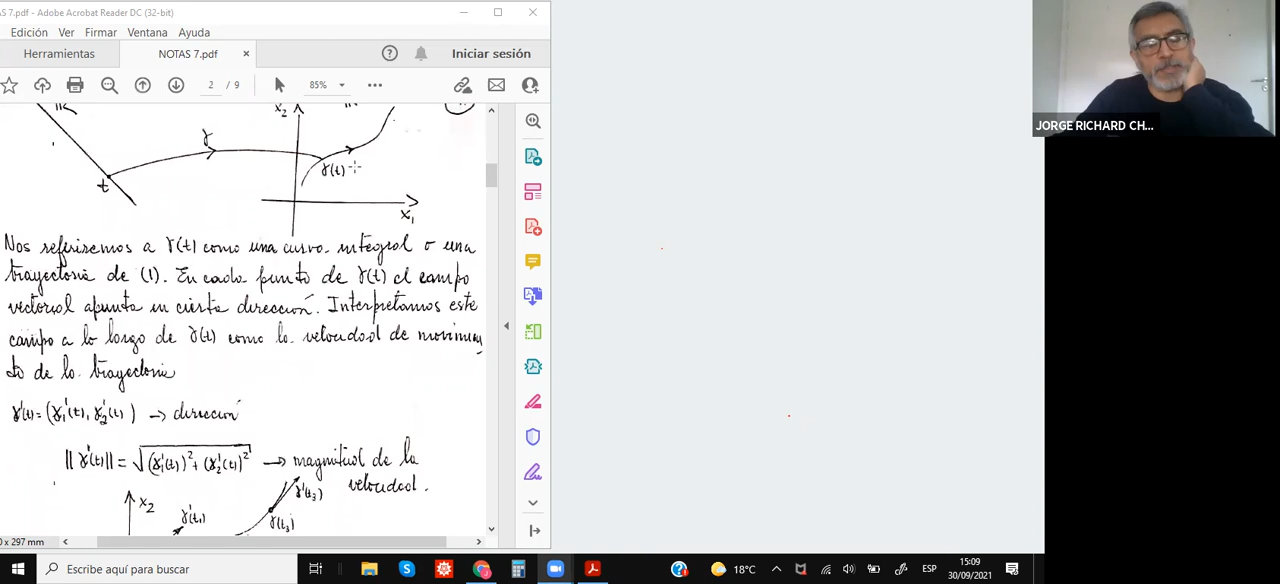 AS 7.pdf - Adobe Acrobat Reader DC (32-bit)
Edición Ver Firmar Ventana Ayuda
Herramientas NOTAS 7.pdf × Iniciar sesión
2 / 9 85%
x₂
γ
t γ(t)
x₁
Nos referiremos a γ(t) como una curva integral o una
trayectoria de (1). En cada punto de γ(t) el campo
vectorial apunta en cierta dirección. Interpretamos este
campo a lo largo de γ(t) como la velocidad de movimien
to de la trayectoria
γ'(t) = (γ₁'(t), γ₂'(t)) → dirección
||γ'(t)|| = √(γ₁'(t))² + (γ₂'(t))² → magnitud de la
velocidad.
x₂ γ'(t₁) γ'(t₃)
γ(t₃)
0 x 297 mm
JORGE RICHARD CH...
Escribe aquí para buscar
18°C ESP 15:09
30/09/2021